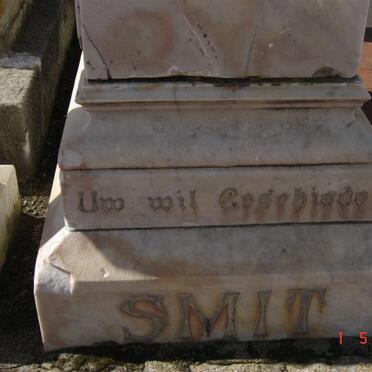 Uw wil Geschiede
SMIT
1 5